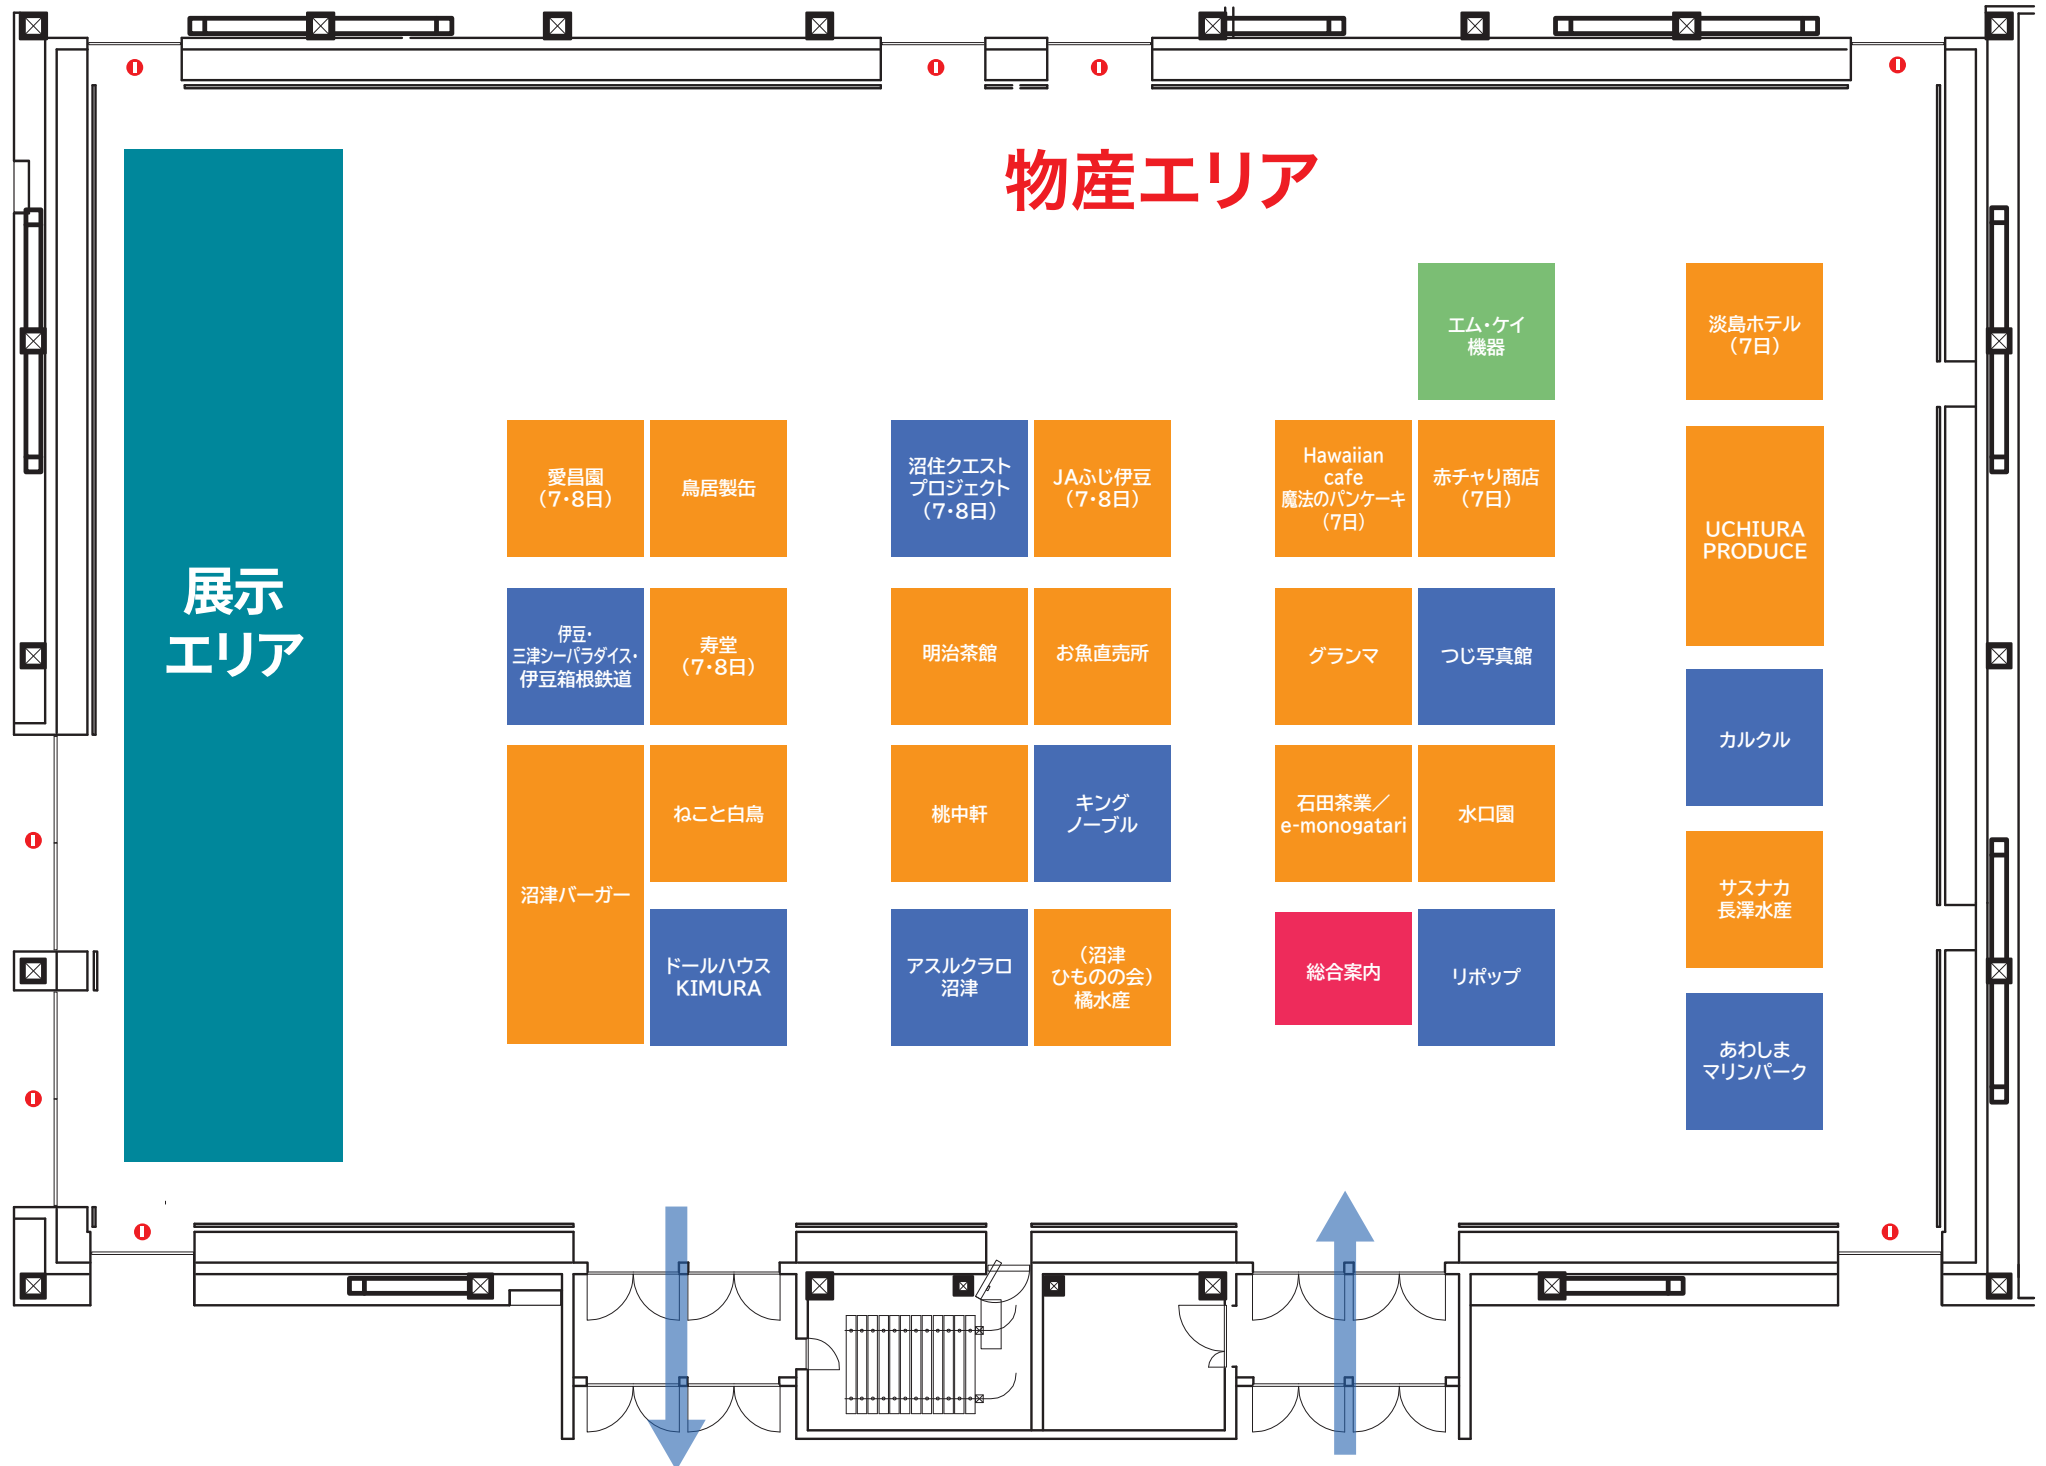 物産エリア
展示
エリア
エム・ケイ
機器
淡島ホテル
（7日）
愛昌園
（7・8日）
鳥居製缶
沼住クエスト
プロジェクト
（7・8日）
JAふじ伊豆
（7・8日）
Hawaiian
cafe
魔法のパンケーキ
（7日）
赤チャリ商店
（7日）
UCHIURA
PRODUCE
伊豆・
三津シーパラダイス・
伊豆箱根鉄道
寿堂
（7・8日）
明治茶館
お魚直売所
グランマ
つじ写真館
カルクル
沼津バーガー
ねこと白鳥
桃中軒
キング
ノーブル
石田茶業／
e-monogatari
水口園
サスナカ
長澤水産
ドールハウス
KIMURA
アスルクラロ
沼津
（沼津
ひものの会）
橘水産
総合案内
リポップ
あわしま
マリンパーク